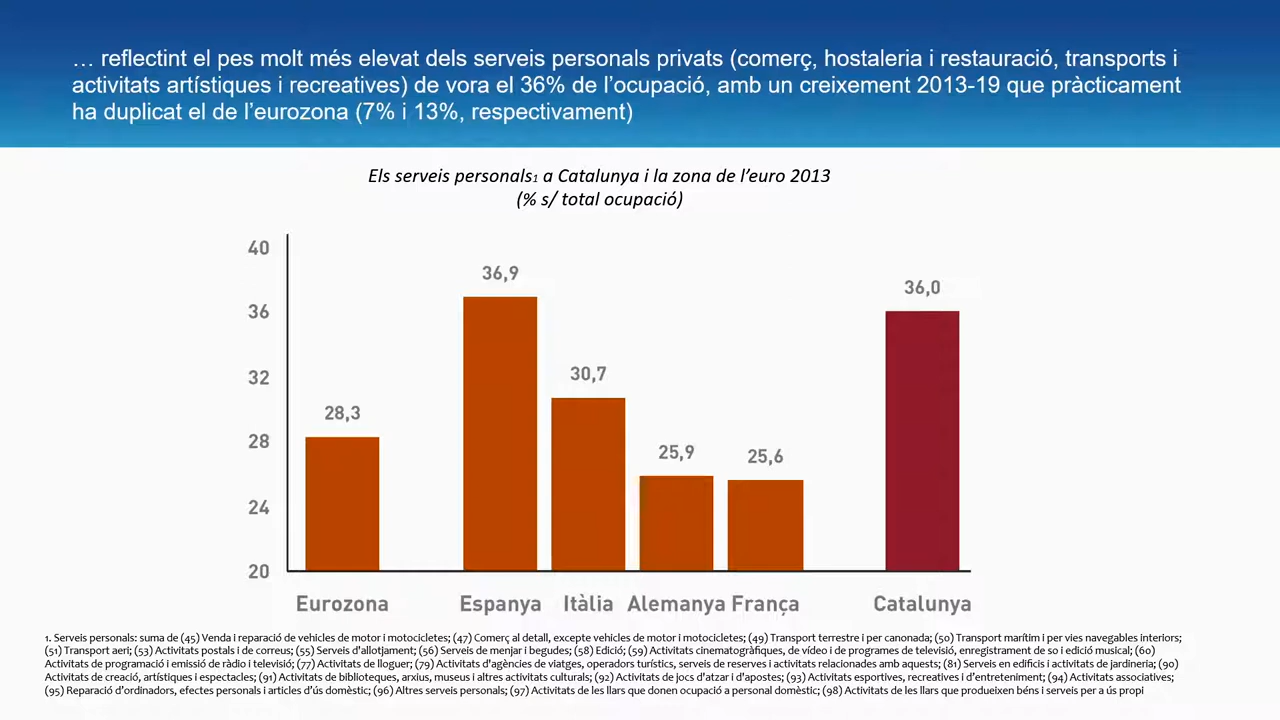 … reflectint el pes molt més elevat dels serveis personals privats (comerç, hostaleria i restauració, transports i
activitats artístiques i recreatives) de vora el 36% de l’ocupació, amb un creixement 2013-19 que pràcticament
ha duplicat el de l’eurozona (7% i 13%, respectivament)
Els serveis personals1 a Catalunya i la zona de l’euro 2013
(% s/ total ocupació)
40
36
32
28
24
20
28,3
36,9
30,7
25,9
25,6
36,0
Eurozona Espanya Itàlia Alemanya França Catalunya
1. Serveis personals: suma de (45) Venda i reparació de vehicles de motor i motocicletes; (47) Comerç al detall, excepte vehicles de motor i motocicletes; (49) Transport terrestre i per canonada; (50) Transport marítim i per vies navegables interiors;
(51) Transport aeri; (53) Activitats postals i de correus; (55) Serveis d'allotjament; (56) Serveis de menjar i begudes; (58) Edició; (59) Activitats cinematogràfiques, de vídeo i de programes de televisió, enregistrament de so i edició musical; (60)
Activitats de programació i emissió de ràdio i televisió; (77) Activitats de lloguer; (79) Activitats d'agències de viatges, operadors turístics, serveis de reserves i activitats relacionades amb aquests; (81) Serveis en edificis i activitats de jardineria; (90)
Activitats de creació, artístiques i espectacles; (91) Activitats de biblioteques, arxius, museus i altres activitats culturals; (92) Activitats de jocs d'atzar i d'apostes; (93) Activitats esportives, recreatives i d’entreteniment; (94) Activitats associatives;
(95) Reparació d’ordinadors, efectes personals i articles d’ús domèstic; (96) Altres serveis personals; (97) Activitats de les llars que donen ocupació a personal domèstic; (98) Activitats de les llars que produeixen béns i serveis per a ús propi